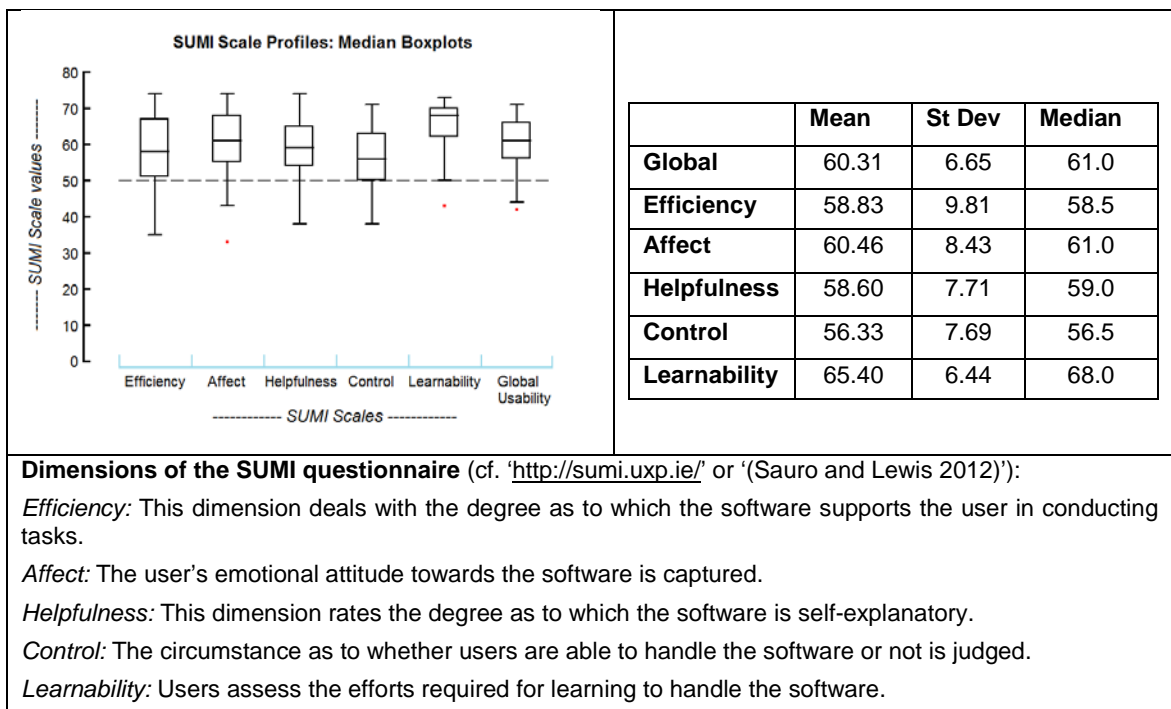 SUMI Scale Profiles: Median Boxplots
80
70
60
50
40
30
20
10
0
------- SUMI Scale values -------
Efficiency Affect Helpfulness Control Learnability Global
Usability
------------ SUMI Scales ------------
Mean St Dev Median
Global 60.31 6.65 61.0
Efficiency 58.83 9.81 58.5
Affect 60.46 8.43 61.0
Helpfulness 58.60 7.71 59.0
Control 56.33 7.69 56.5
Learnability 65.40 6.44 68.0
Dimensions of the SUMI questionnaire (cf. ‘http://sumi.uxp.ie/’ or ‘(Sauro and Lewis 2012)’):
Efficiency: This dimension deals with the degree as to which the software supports the user in conducting
tasks.
Affect: The user’s emotional attitude towards the software is captured.
Helpfulness: This dimension rates the degree as to which the software is self-explanatory.
Control: The circumstance as to whether users are able to handle the software or not is judged.
Learnability: Users assess the efforts required for learning to handle the software.